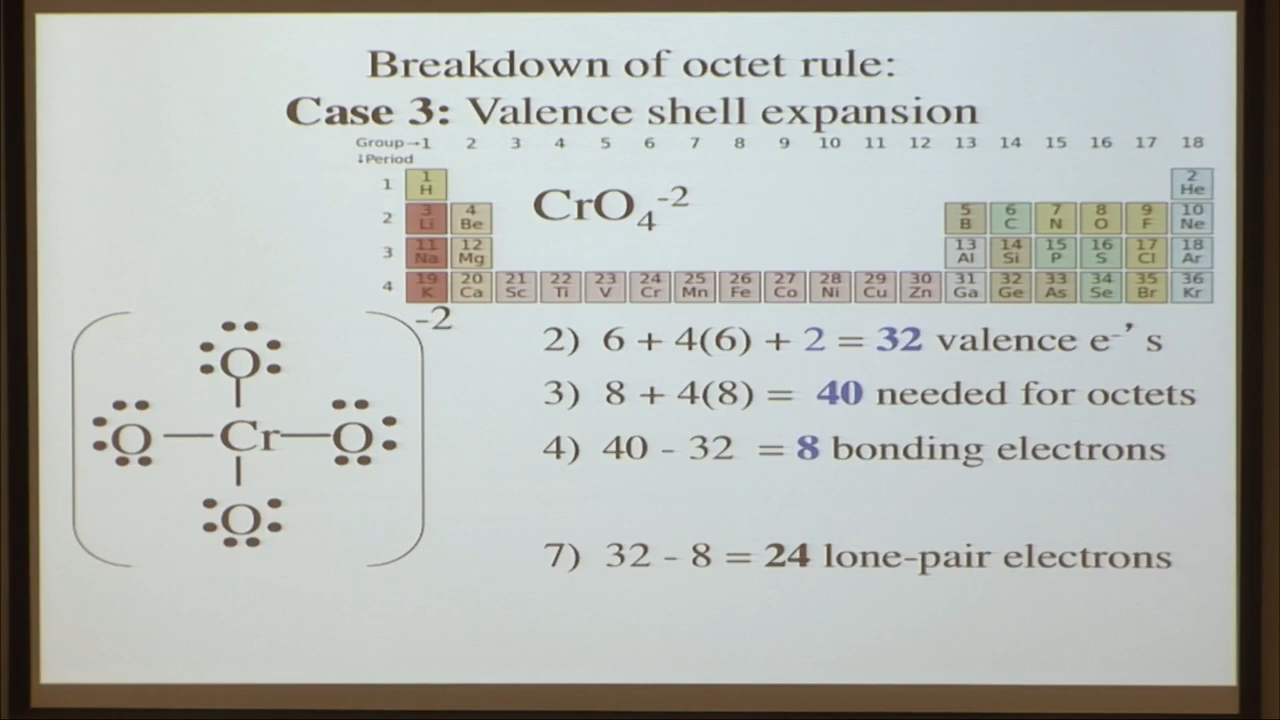 Breakdown of octet rule:
Case 3: Valence shell expansion
Group→1 2 3 4 5 6 7 8 9 10 11 12 13 14 15 16 17 18
↓Period
1 1 H 2 He
CrO₄⁻²
2 3 Li 4 Be 5 B 6 C 7 N 8 O 9 F 10 Ne
3 11 Na 12 Mg 13 Al 14 Si 15 P 16 S 17 Cl 18 Ar
4 19 K 20 Ca 21 Sc 22 Ti 23 V 24 Cr 25 Mn 26 Fe 27 Co 28 Ni 29 Cu 30 Zn 31 Ga 32 Ge 33 As 34 Se 35 Br 36 Kr
-2
O
O — Cr — O
O
2) 6 + 4(6) + 2 = 32 valence e⁻’ s
3) 8 + 4(8) = 40 needed for octets
4) 40 - 32 = 8 bonding electrons
7) 32 - 8 = 24 lone-pair electrons